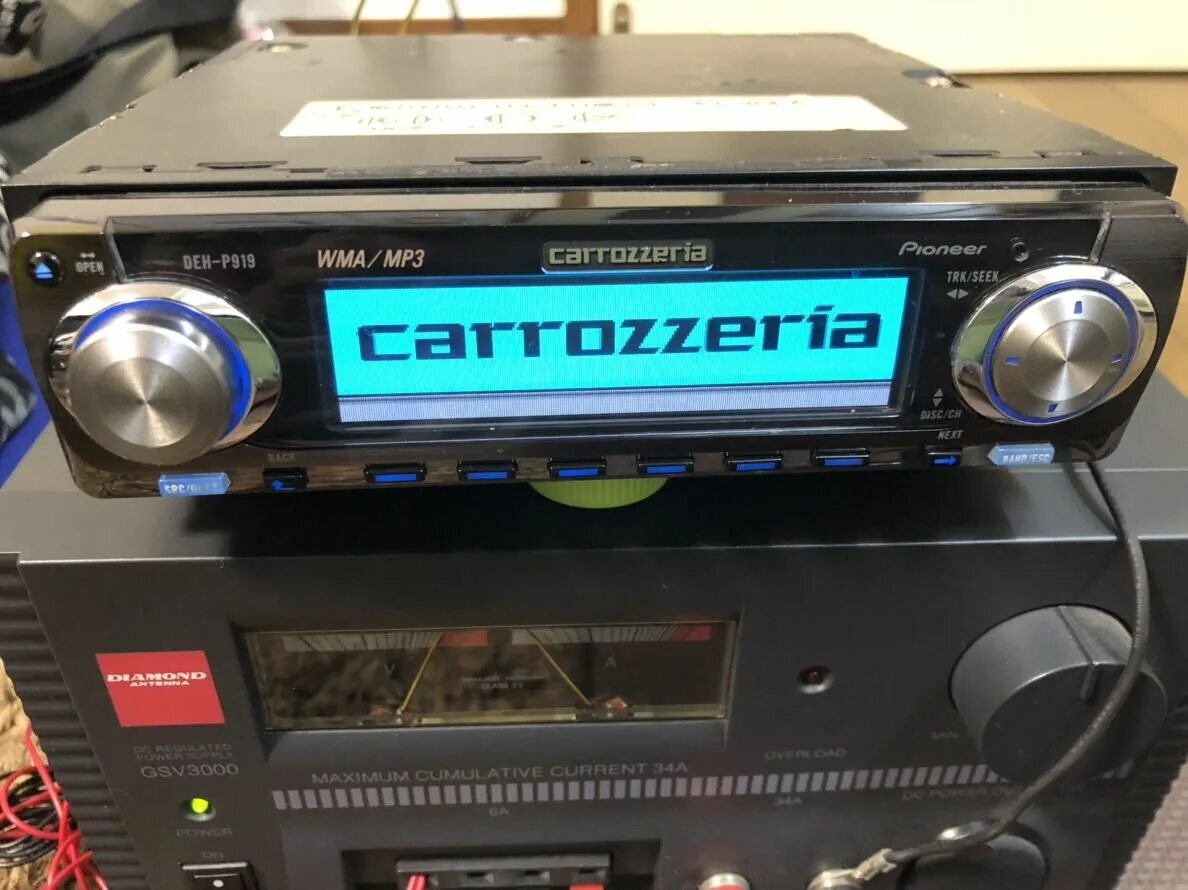 OPEN
DEH-P919
WMA/MP3
carrozzeria
Pioneer
TRK/SEEK
carrozzeria
DISC/CH
BACK
NEXT
BAND/ESC
DIAMOND
ANTENNA
V
A
DC REGULATED
POWER SUPPLY
GSV3000
MAXIMUM CUMULATIVE CURRENT 34A
OVERLOAD
MIN
6A
34A
POWER
ON